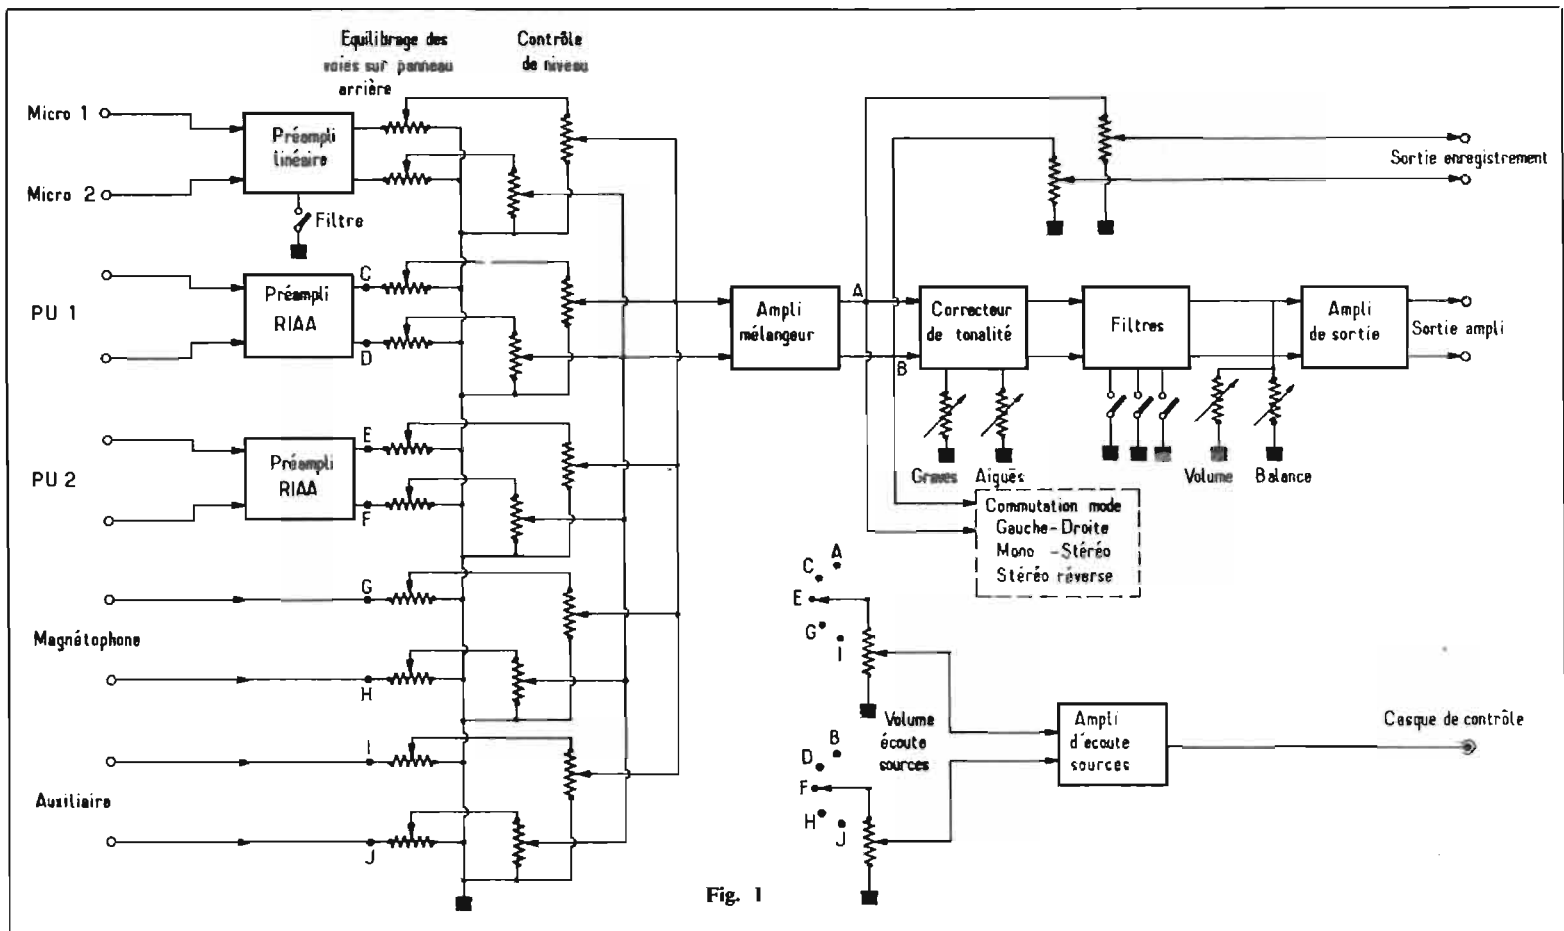 Equilibrage des
voies sur panneau
arrière
Contrôle
de niveau
Micro 1
Préampli
linéaire
Micro 2
Filtre
Sortie enregistrement
PU 1
Préampli
RIAA
C
D
Ampli
mélangeur
A
B
Correcteur
de tonalité
Filtres
Ampli
de sortie
Sortie ampli
Graves
Aiguës
Volume
Balance
PU 2
Préampli
RIAA
E
F
Commutation mode
Gauche-Droite
Mono -Stéréo
Stéréo réverse
Magnétophone
G
H
A
C
E
G
I
Volume
écoute
sources
Ampli
d'écoute
sources
Casque de contrôle
B
D
F
H
J
Auxiliaire
I
J
Fig. 1